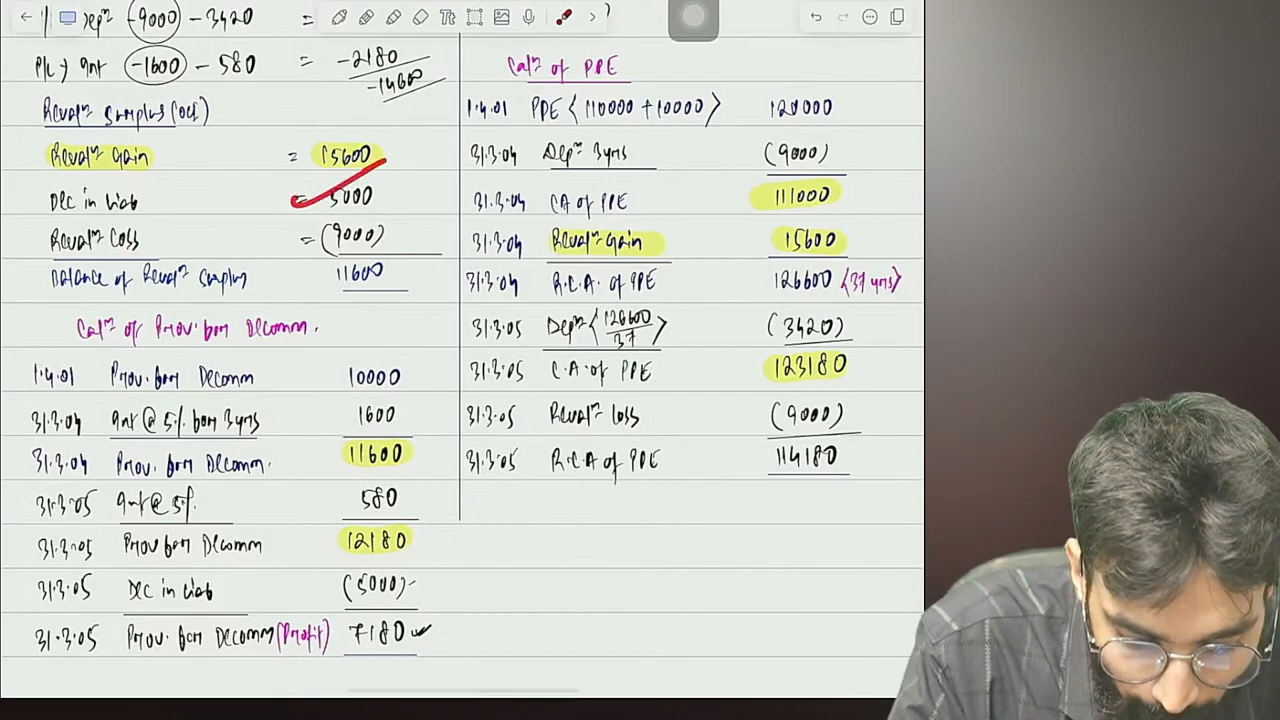 Depⁿ -9000 - 3420 =
P/L → Int -1600 - 580 = -2180
-14600
Revalⁿ Surplus (OCI)
Revalⁿ Gain = 15600
Dec in Liab = 5000
Revalⁿ Loss = (9000)
Balance of Revalⁿ Surplus 11600
Calⁿ of Prov. for Decomm.
1.4.01 Prov. for Decomm 10000
31.3.04 Int @ 5% for 3yrs 1600
31.3.04 Prov. for Decomm. 11600
31.3.05 Int @ 5%. 580
31.3.05 Prov for Decomm 12180
31.3.05 Dec in Liab (5000)
31.3.05 Prov. for Decomm (Profit) 7180
Calⁿ of PPE
1.4.01 PPE <110000 + 10000> 120000
31.3.04 Depⁿ 3yrs (9000)
31.3.04 CA of PPE 111000
31.3.04 Revalⁿ Gain 15600
31.3.04 R.C.A. of PPE 126600 <37 yrs>
31.3.05 Depⁿ <126600/37> (3420)
31.3.05 C.A. of PPE 123180
31.3.05 Revalⁿ Loss (9000)
31.3.05 R.C.A of PPE 114180